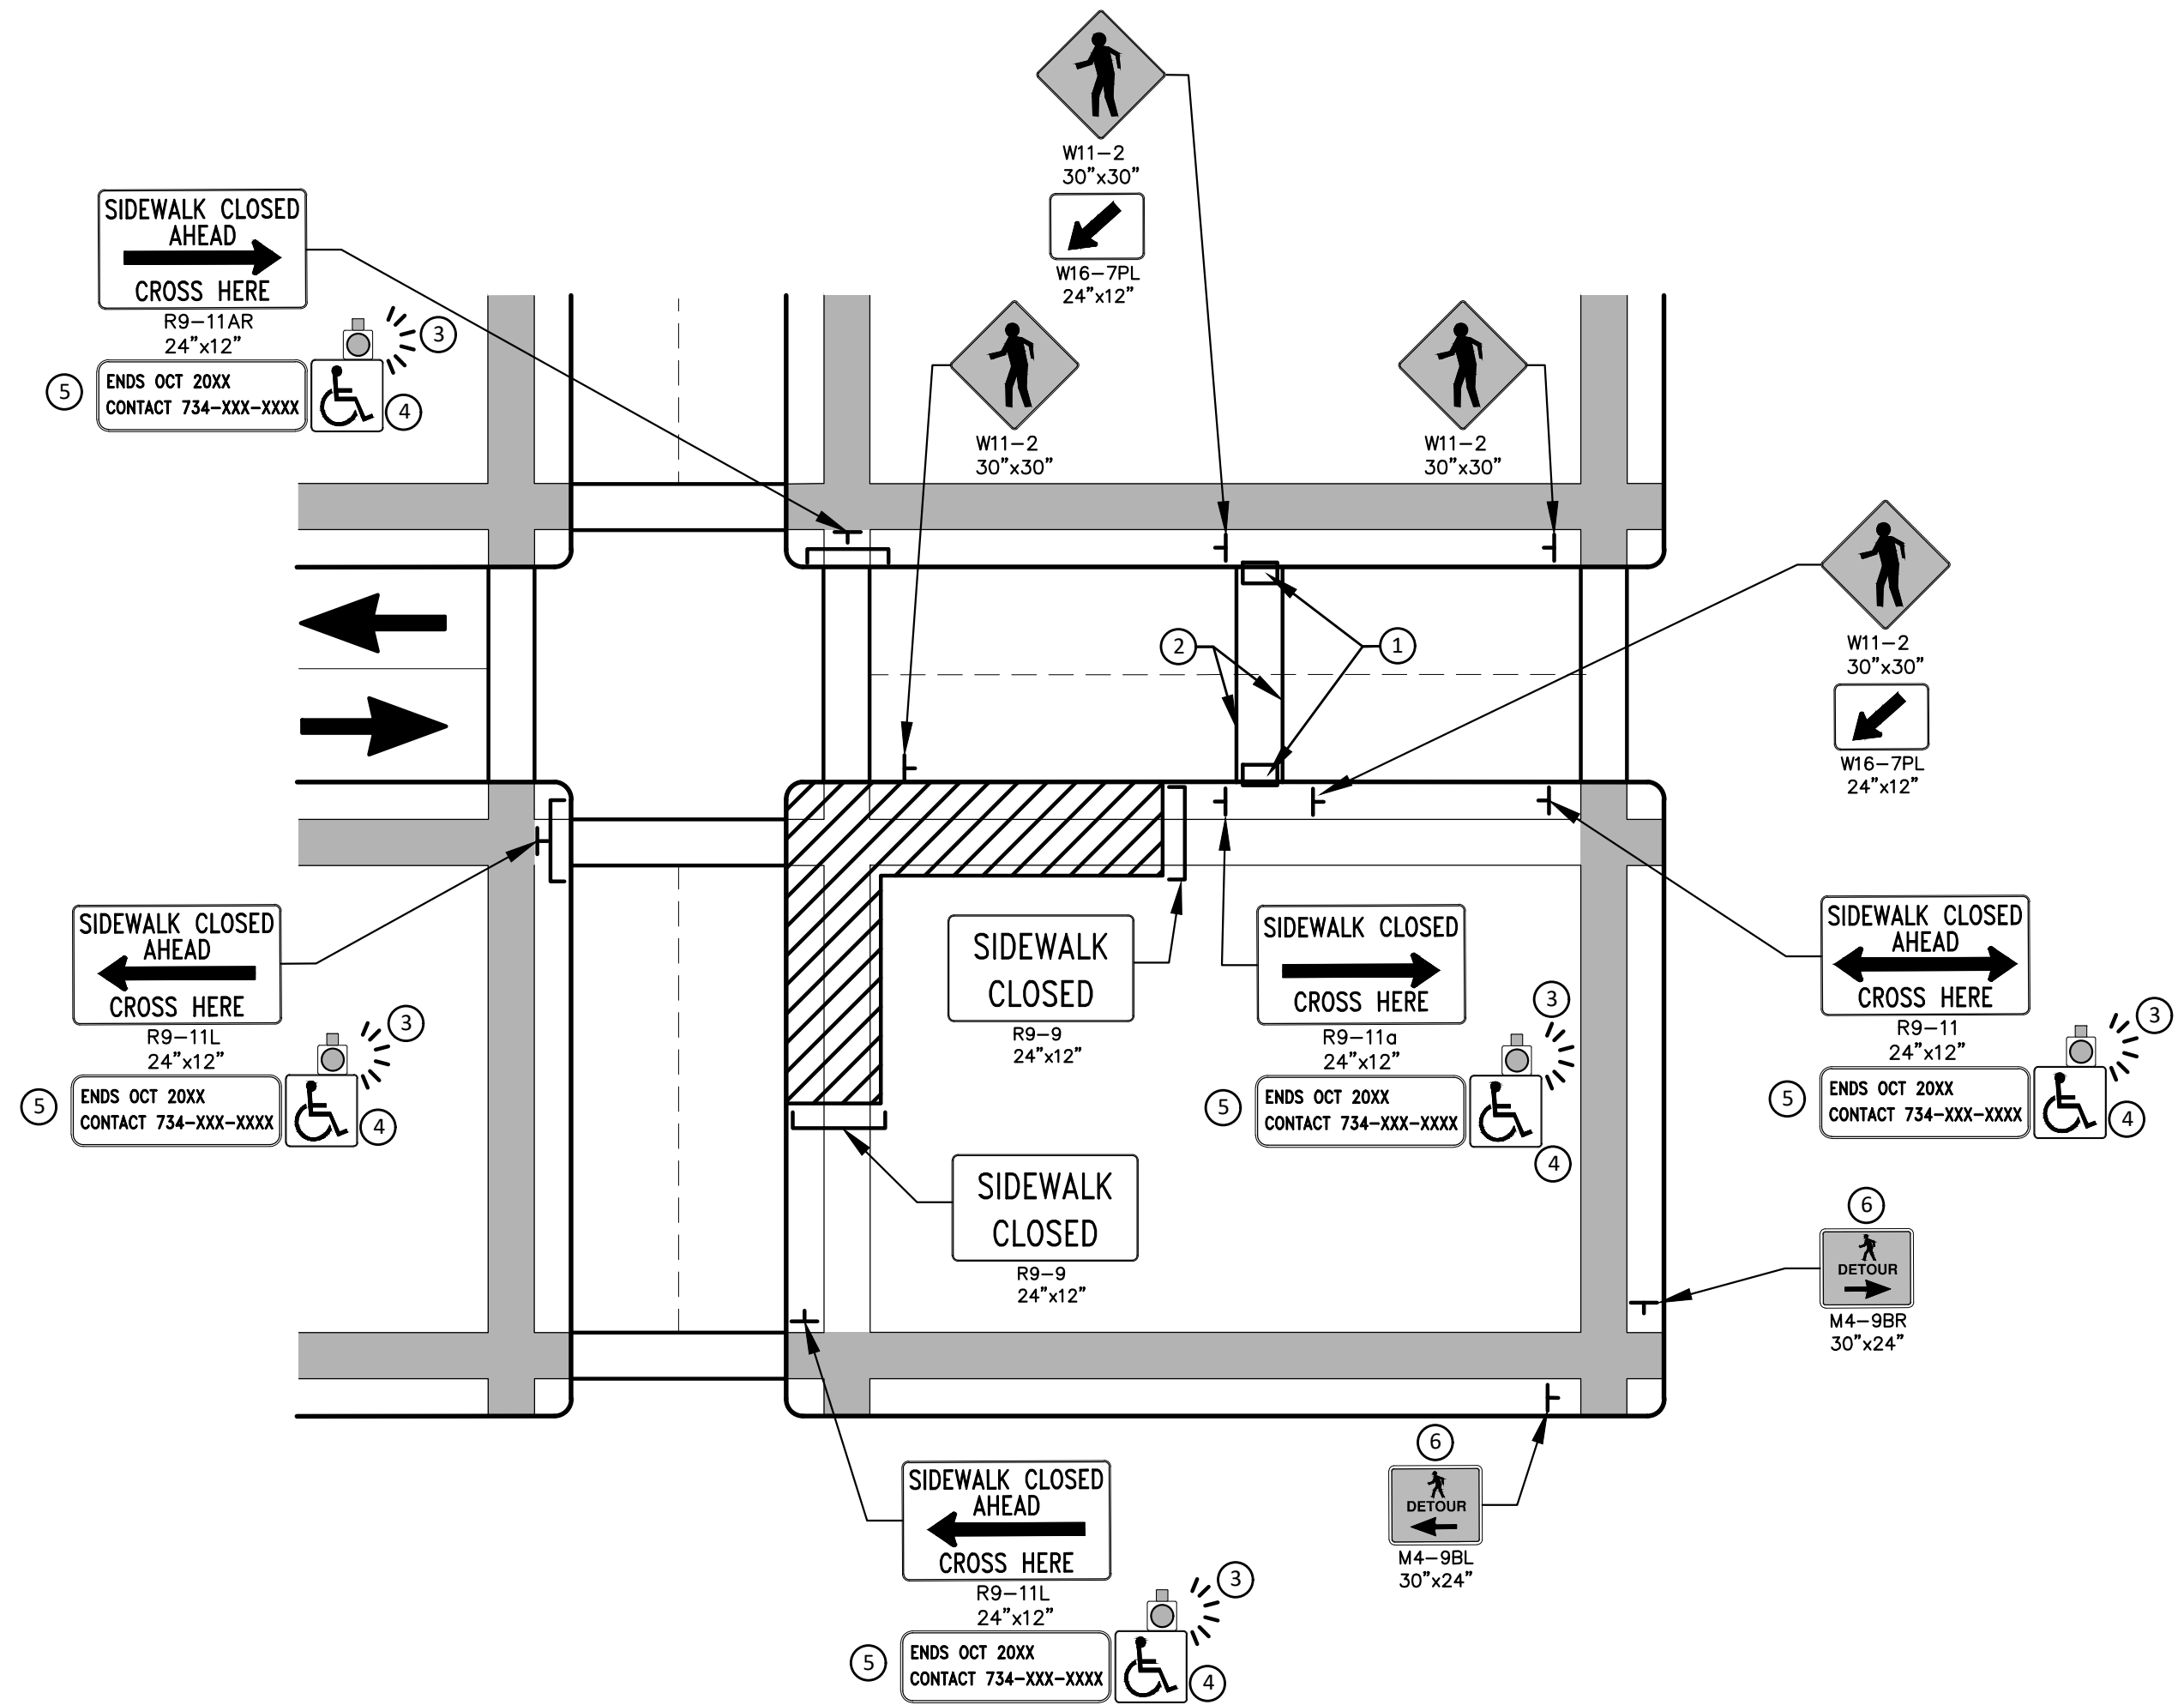 W11-2
30"x30"
W16-7PL
24"x12"
SIDEWALK CLOSED
AHEAD
CROSS HERE
R9-11AR
24"x12"
3
5
ENDS OCT 20XX
CONTACT 734-XXX-XXXX
4
W11-2
30"x30"
W11-2
30"x30"
W11-2
30"x30"
W16-7PL
24"x12"
2
1
SIDEWALK CLOSED
AHEAD
CROSS HERE
R9-11L
24"x12"
3
5
ENDS OCT 20XX
CONTACT 734-XXX-XXXX
4
SIDEWALK
CLOSED
R9-9
24"x12"
SIDEWALK CLOSED
CROSS HERE
R9-11a
24"x12"
3
5
ENDS OCT 20XX
CONTACT 734-XXX-XXXX
4
SIDEWALK CLOSED
AHEAD
CROSS HERE
R9-11
24"x12"
3
5
ENDS OCT 20XX
CONTACT 734-XXX-XXXX
4
SIDEWALK
CLOSED
R9-9
24"x12"
6
DETOUR
M4-9BR
30"x24"
6
DETOUR
M4-9BL
30"x24"
SIDEWALK CLOSED
AHEAD
CROSS HERE
R9-11L
24"x12"
3
5
ENDS OCT 20XX
CONTACT 734-XXX-XXXX
4